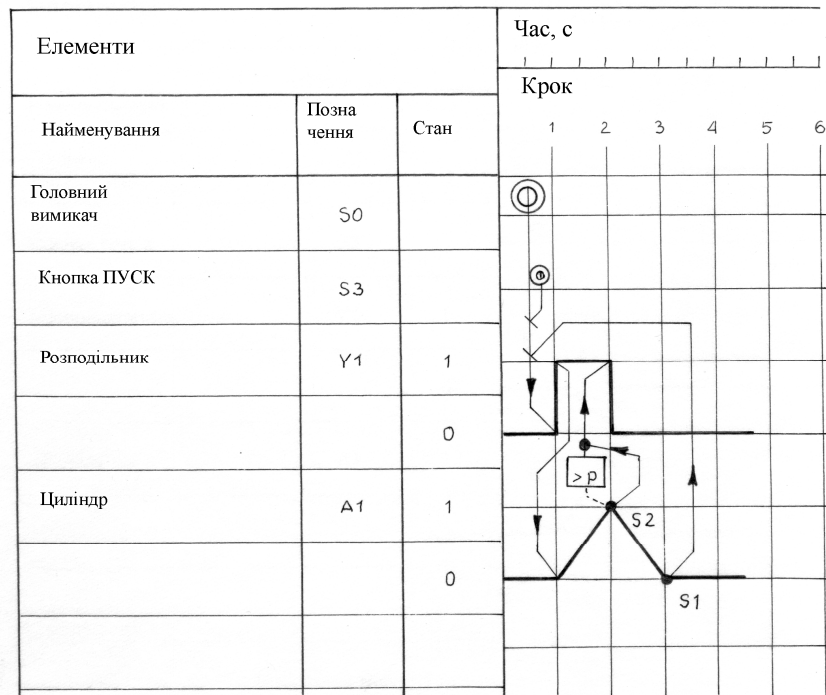 Елементи
Час, с
Крок
Найменування
Позна
чення
Стан
1 2 3 4 5 6
Головний
вимикач
S0
Кнопка ПУСК
S3
Розподільник
Y1
1
0
>p
Циліндр
A1
1
S2
0
S1